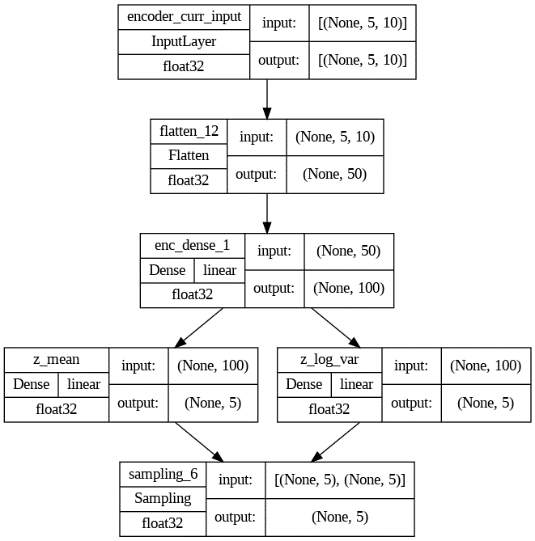 encoder_curr_input
InputLayer
float32
input:
[(None, 5, 10)]
output:
[(None, 5, 10)]
flatten_12
Flatten
float32
input:
(None, 5, 10)
output:
(None, 50)
enc_dense_1
Dense linear
float32
input:
(None, 50)
output:
(None, 100)
z_mean
Dense linear
float32
input:
(None, 100)
output:
(None, 5)
z_log_var
Dense linear
float32
input:
(None, 100)
output:
(None, 5)
sampling_6
Sampling
float32
input:
[(None, 5), (None, 5)]
output:
(None, 5)